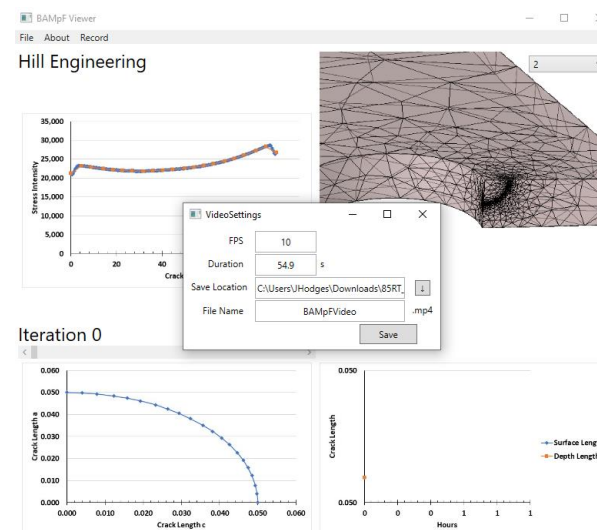 BAMpF Viewer
File About Record
Hill Engineering
2
35,000
30,000
25,000
20,000
15,000
10,000
5,000
0
Stress Intensity
0 20 40
Crack
VideoSettings
FPS 10
Duration 54.9 s
Save Location C:\Users\JHodges\Downloads\85RT_ ↓
File Name BAMpFVideo .mp4
Save
Iteration 0
0.060
0.050
0.040
0.030
0.020
0.010
0.000
Crack Length a
0.000 0.010 0.020 0.030 0.040 0.050 0.060
Crack Length c
0.050
0.050
Crack Length
0 0 0 1 1 1
Hours
Surface Leng
Depth Length